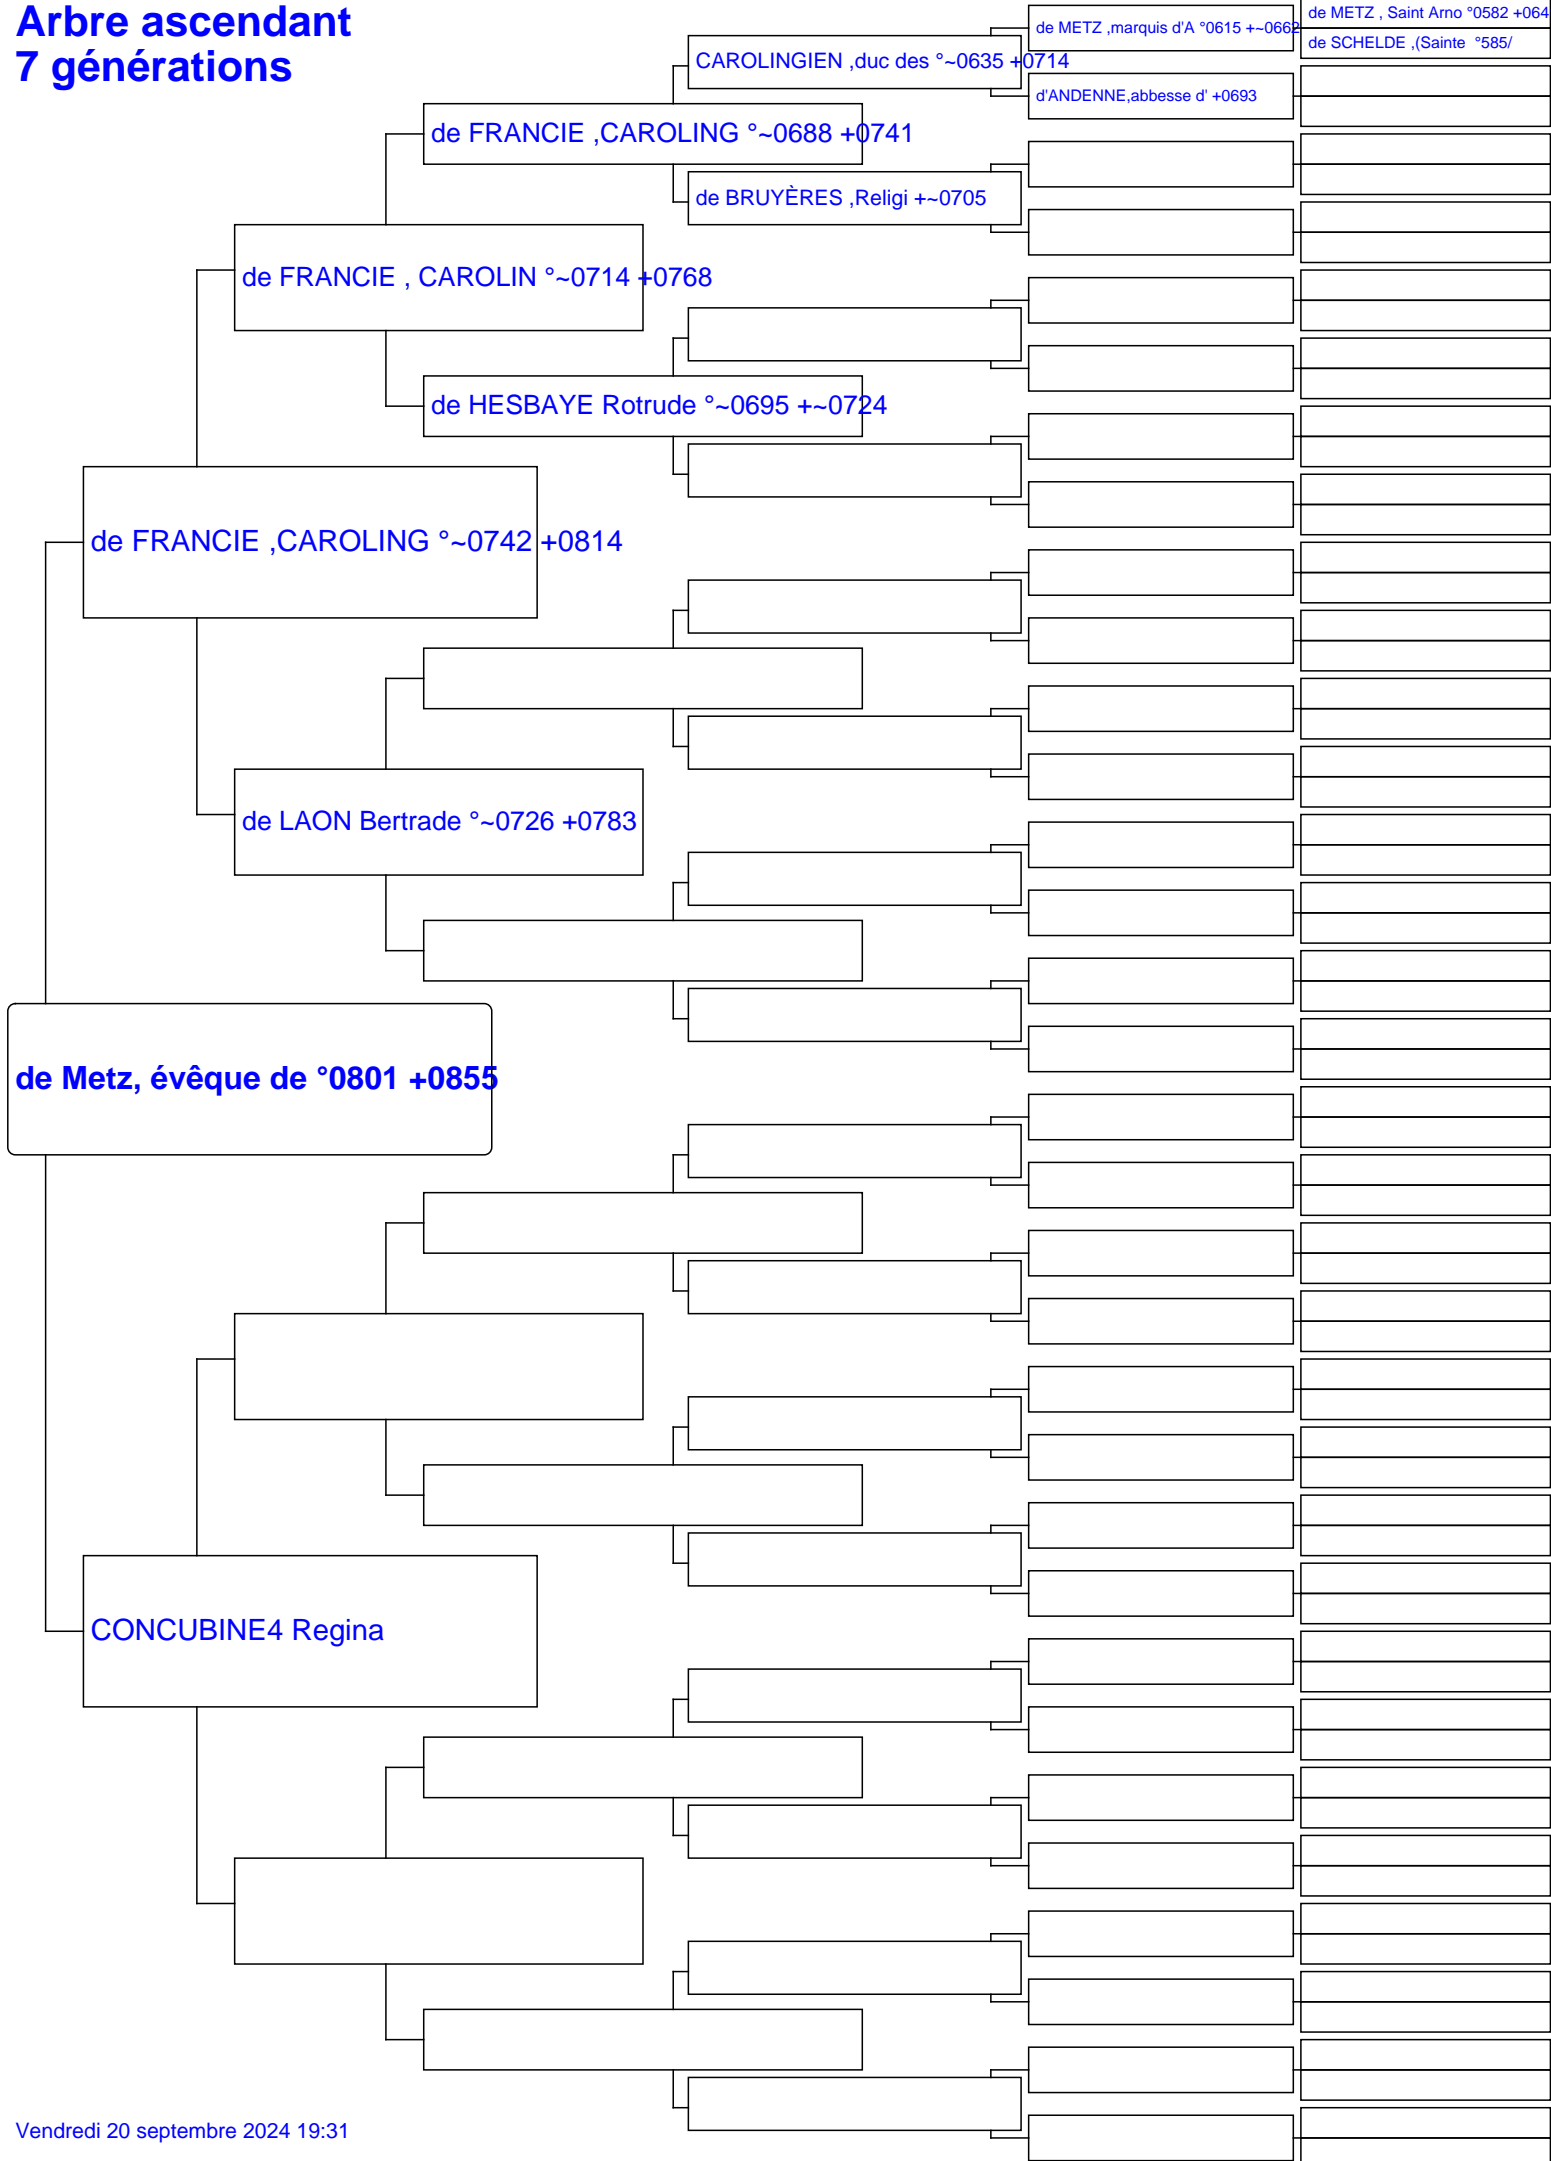 Arbre ascendant
7 générations
de METZ , Saint Arno °0582 +064
de METZ ,marquis d'A °0615 +~0662
de SCHELDE ,(Sainte °585/
CAROLINGIEN ,duc des °~0635 +0714
d'ANDENNE,abbesse d' +0693
de FRANCIE ,CAROLING °~0688 +0741
de BRUYÈRES ,Religi +~0705
de FRANCIE , CAROLIN °~0714 +0768
de HESBAYE Rotrude °~0695 +~0724
de FRANCIE ,CAROLING °~0742 +0814
de LAON Bertrade °~0726 +0783
de Metz, évêque de °0801 +0855
CONCUBINE4 Regina
Vendredi 20 septembre 2024 19:31